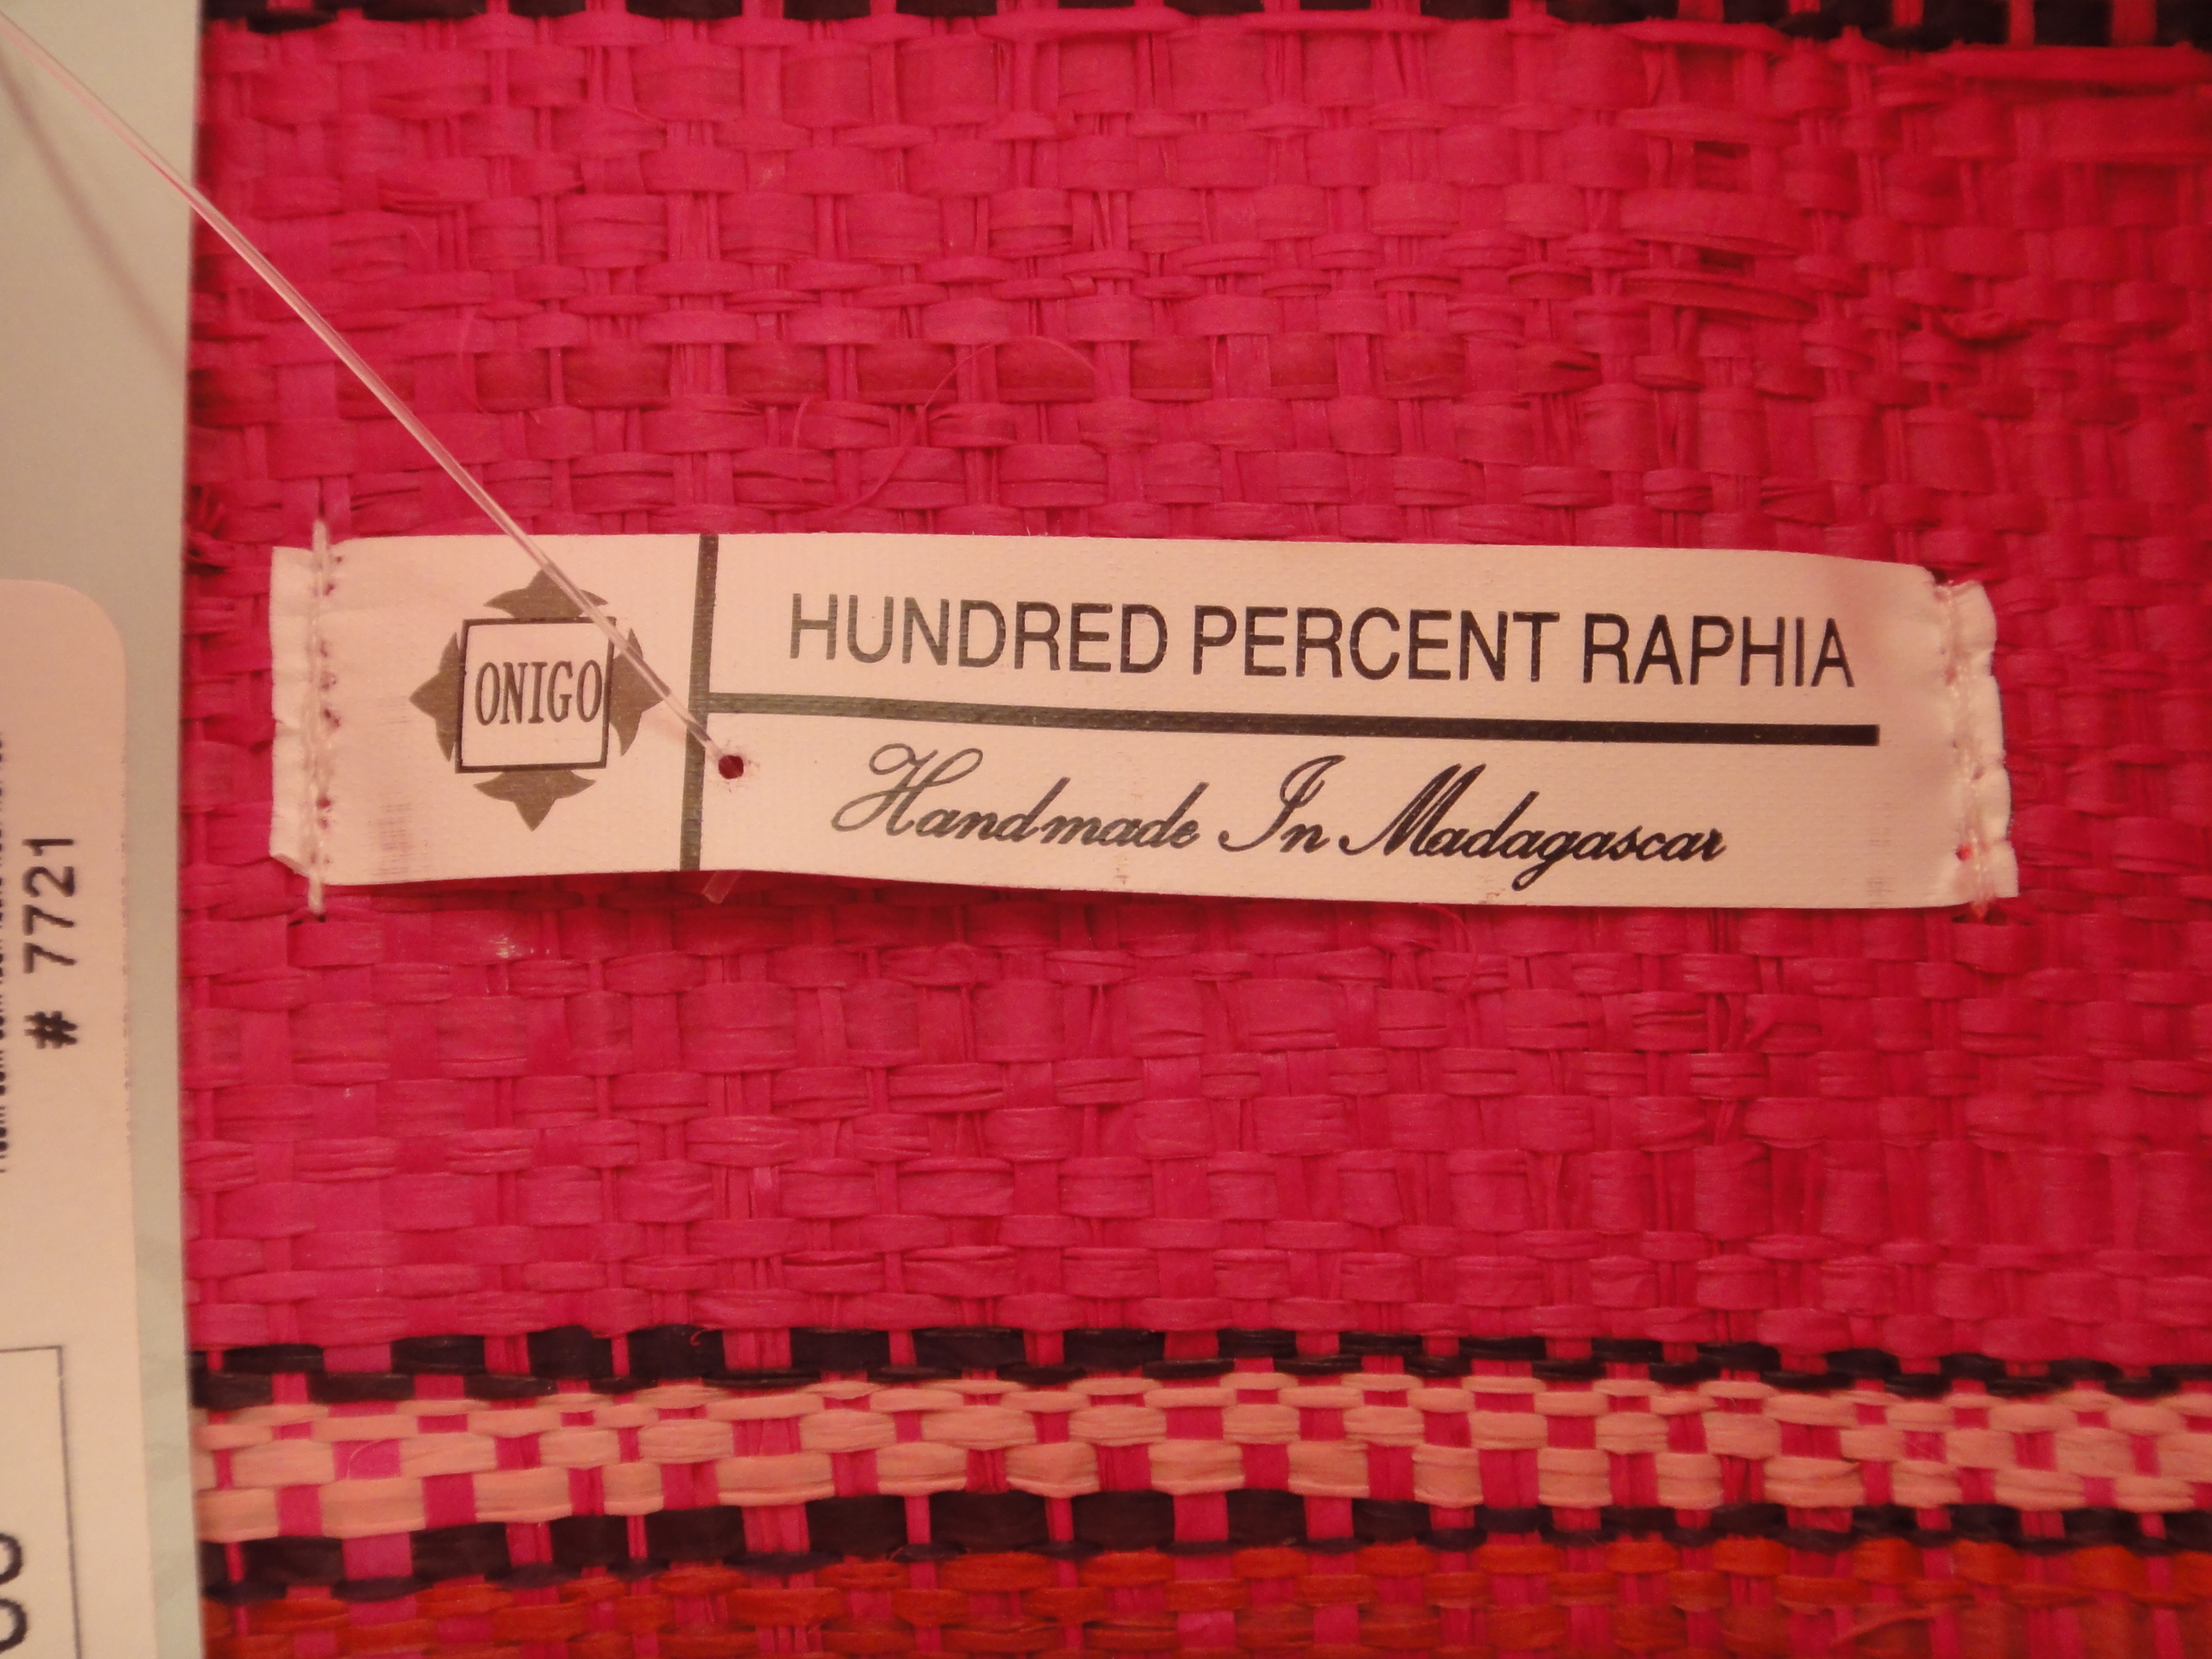 ONIGO
HUNDRED PERCENT RAPHIA
Handmade In Madagascar
# 7721